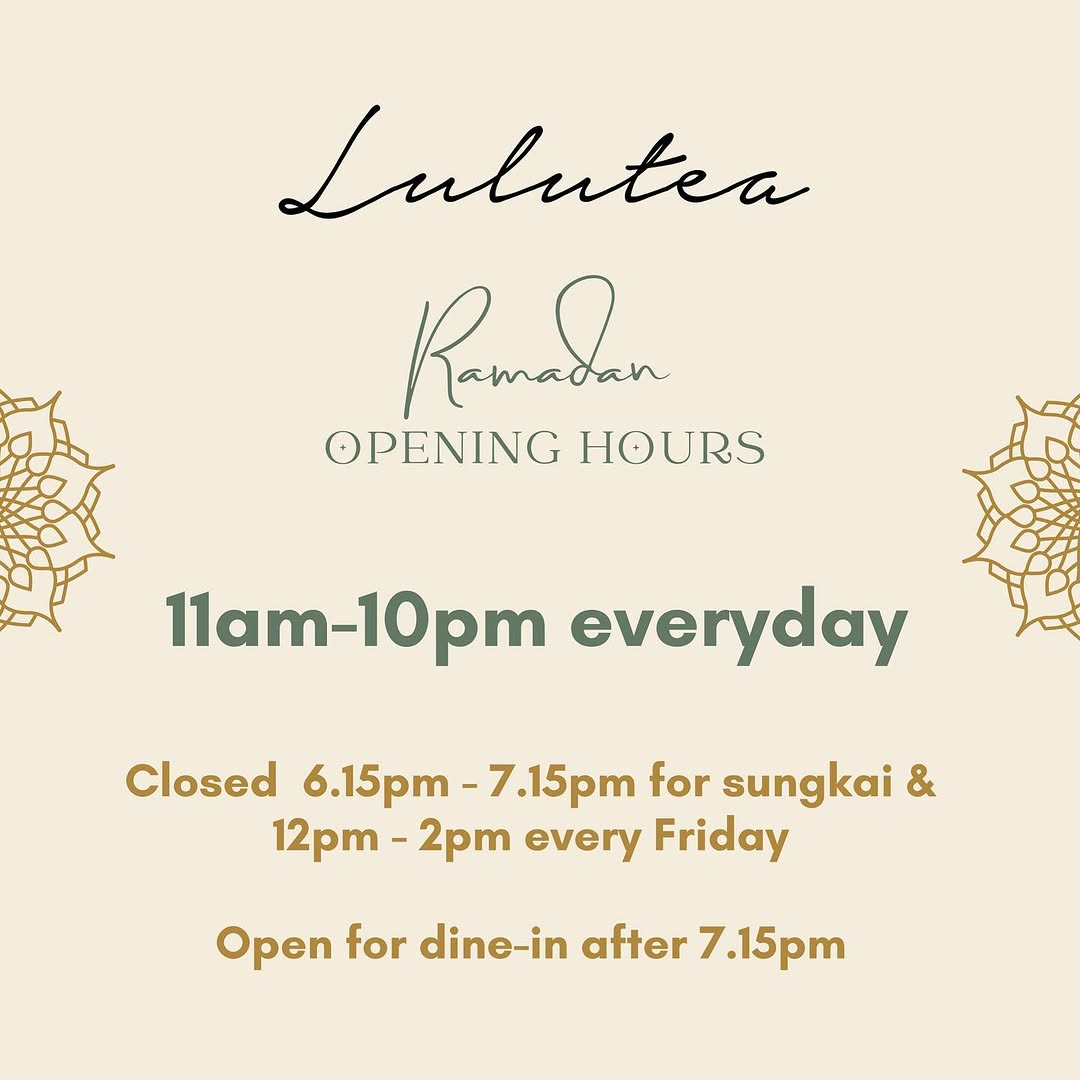 Lulutea
Ramadan
OPENING HOURS
11am-10pm everyday
Closed 6.15pm - 7.15pm for sungkai &
12pm - 2pm every Friday
Open for dine-in after 7.15pm